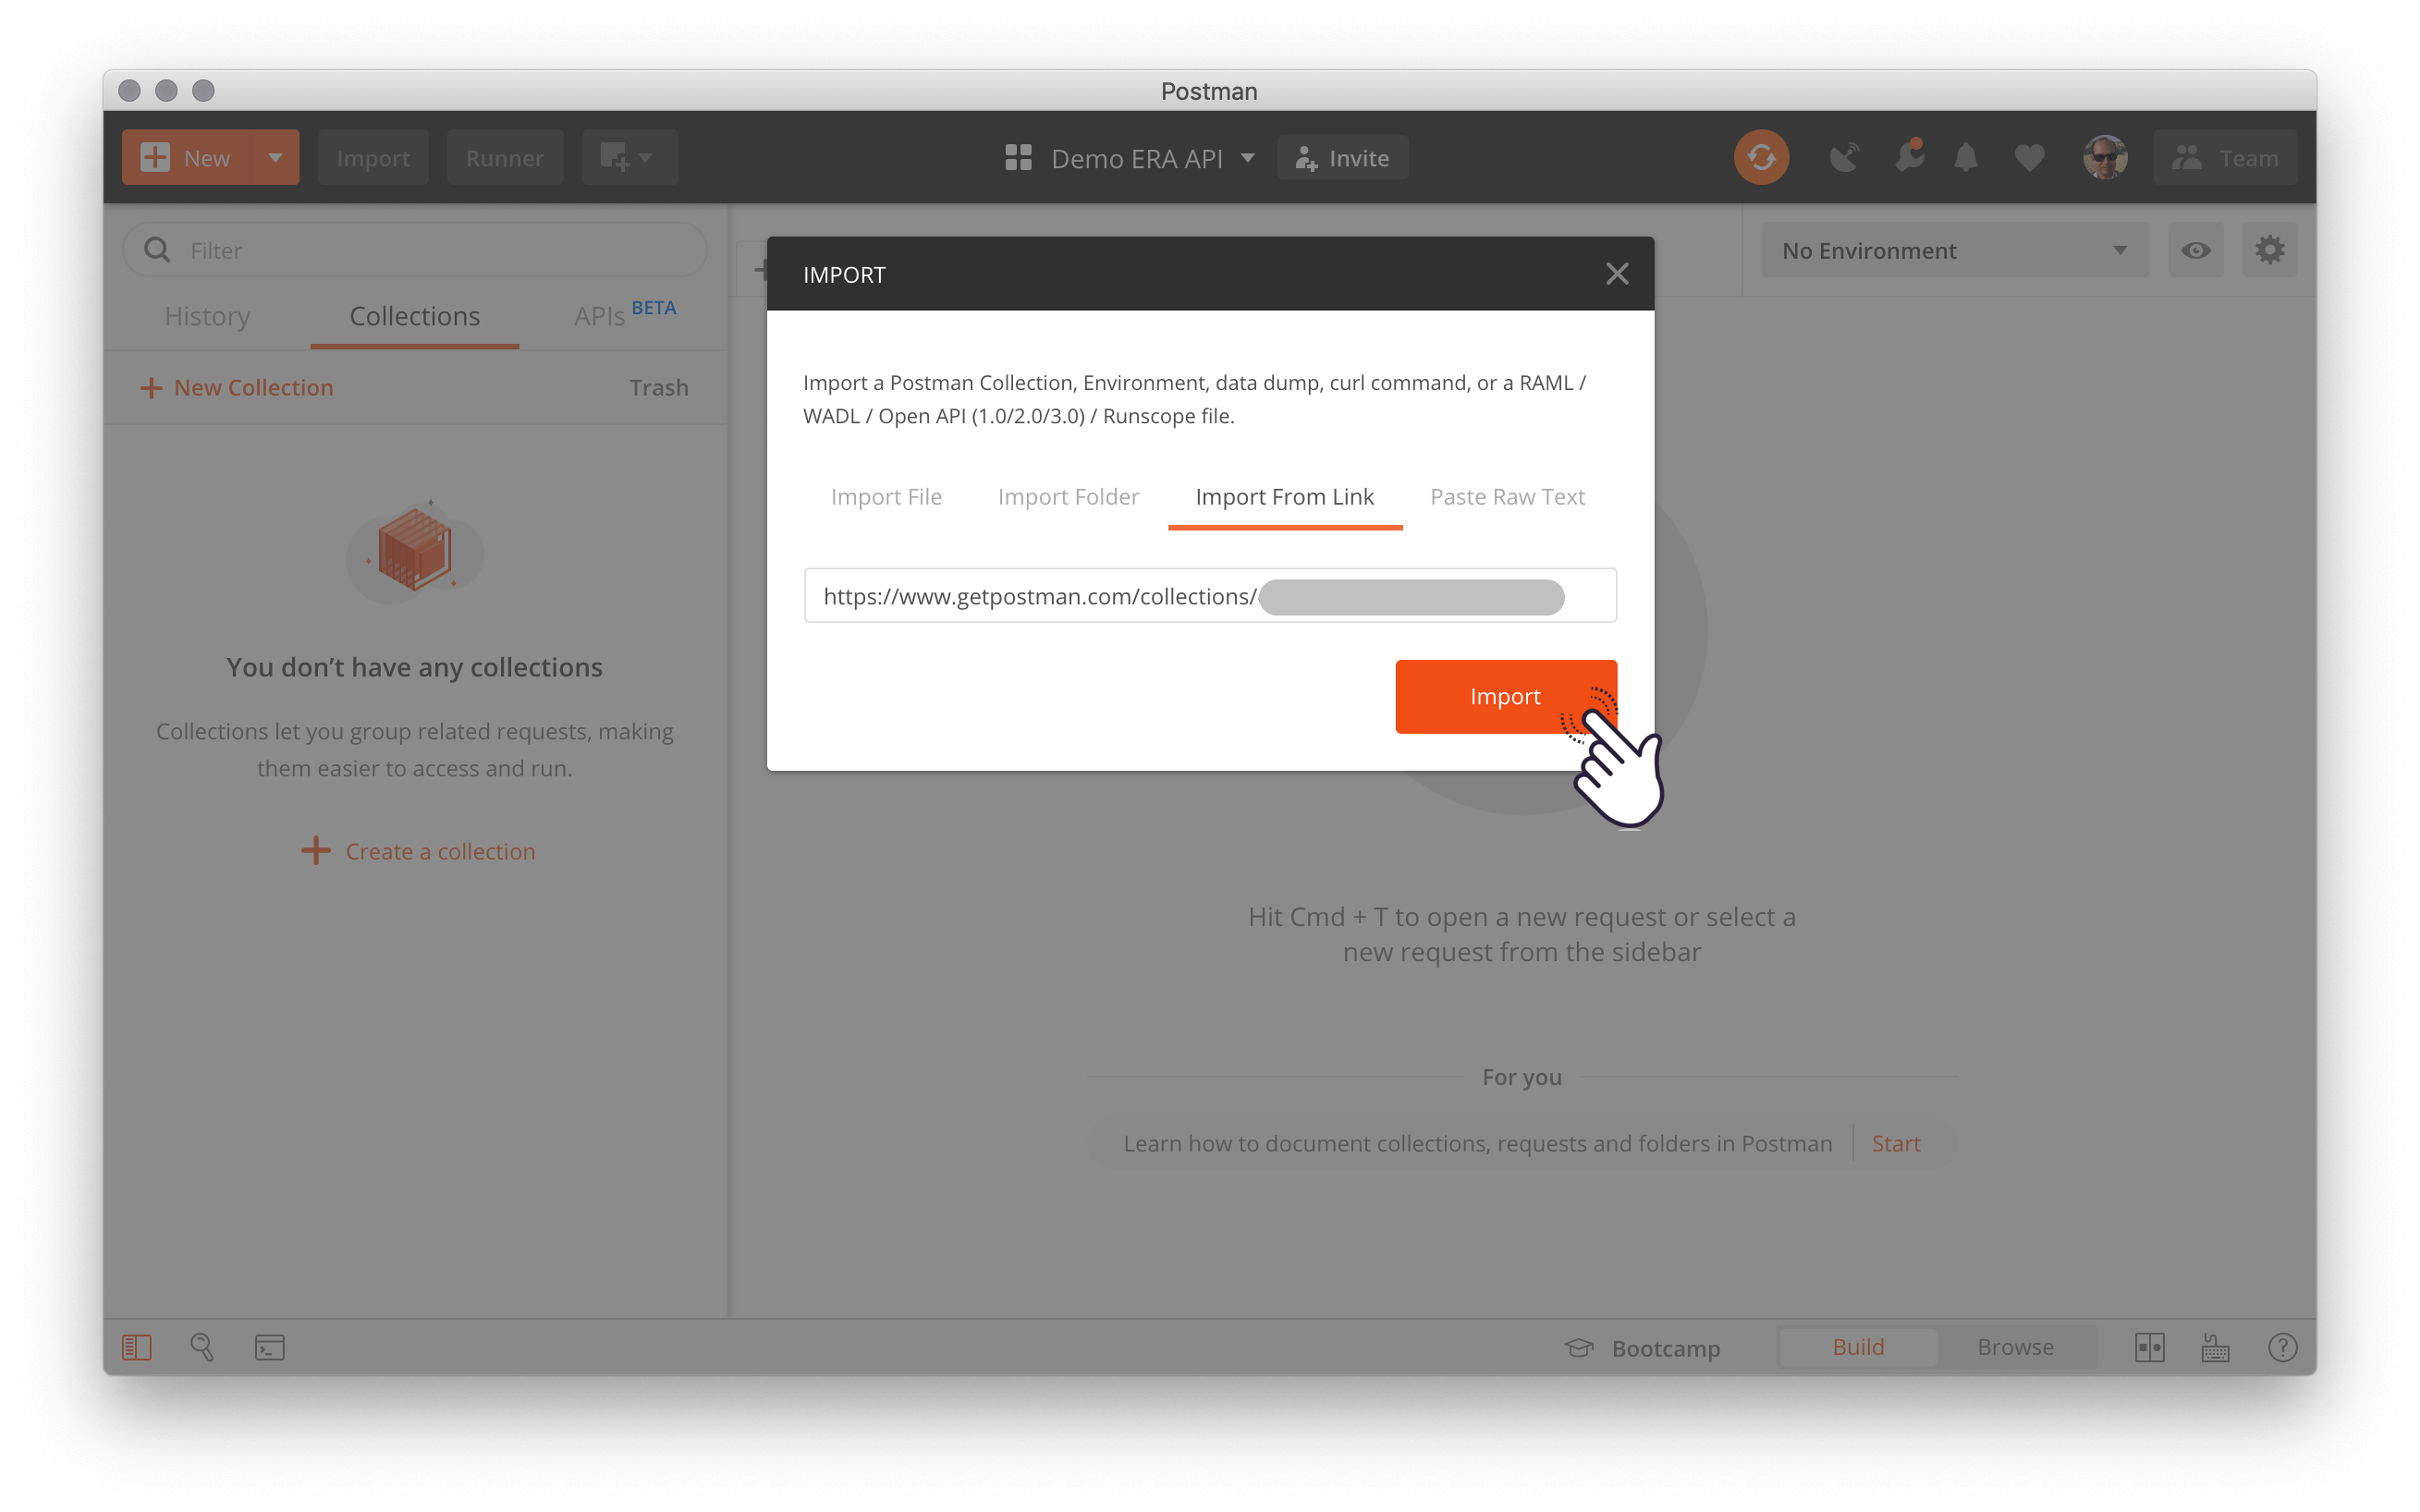 Postman
New
Import
Runner
Demo ERA API
Invite
Team
Filter
No Environment
IMPORT
History
Collections
APIs BETA
New Collection
Trash
Import a Postman Collection, Environment, data dump, curl command, or a RAML /
WADL / Open API (1.0/2.0/3.0) / Runscope file.
Import File
Import Folder
Import From Link
Paste Raw Text
https://www.getpostman.com/collections/
Import
You don’t have any collections
Collections let you group related requests, making
them easier to access and run.
Create a collection
Hit Cmd + T to open a new request or select a
new request from the sidebar
For you
Learn how to document collections, requests and folders in Postman
Start
Bootcamp
Build
Browse